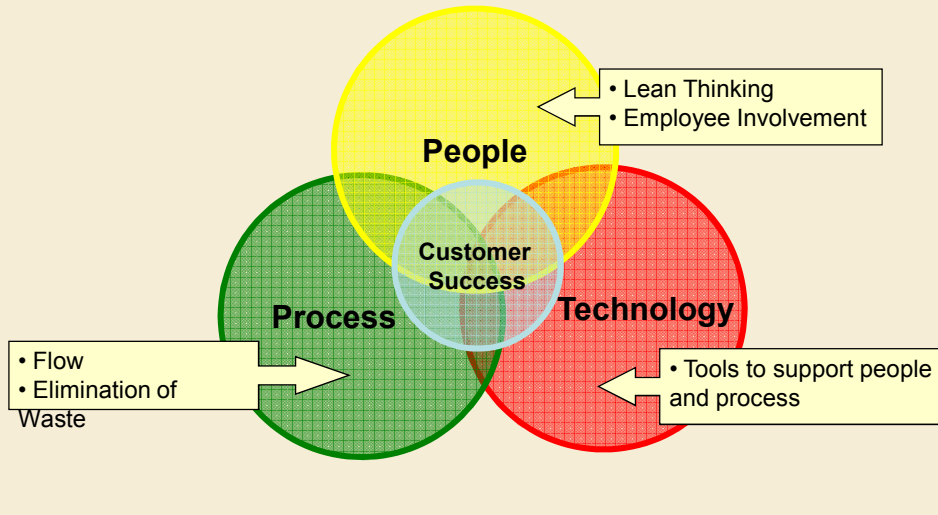 • Lean Thinking
• Employee Involvement
People
Customer
Success
Process
Technology
• Flow
• Elimination of
Waste
• Tools to support people
and process